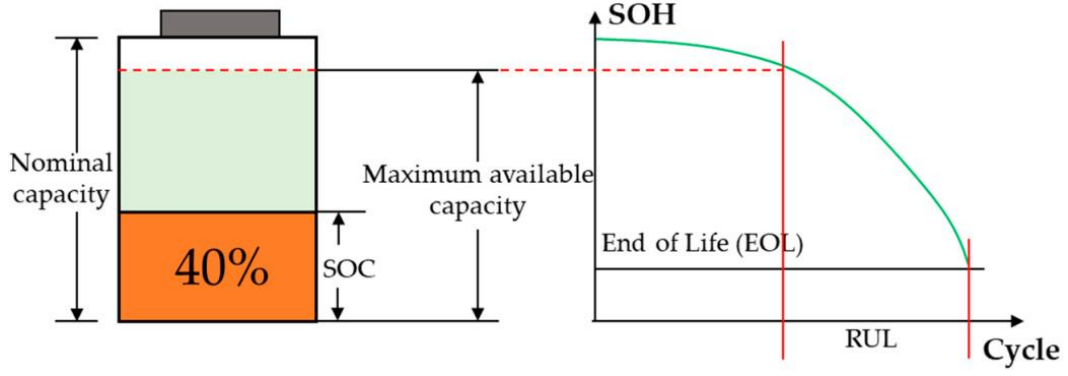 Nominal
capacity
40%
SOC
Maximum available
capacity
SOH
End of Life (EOL)
RUL
Cycle